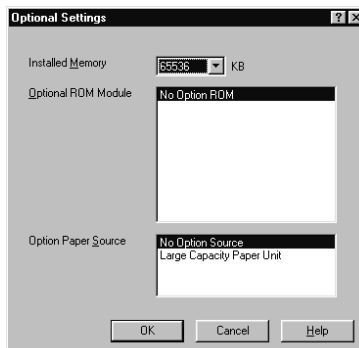 Optional Settings
Installed Memory 65536 KB
Optional ROM Module No Option ROM
Option Paper Source No Option Source
Large Capacity Paper Unit
OK Cancel Help